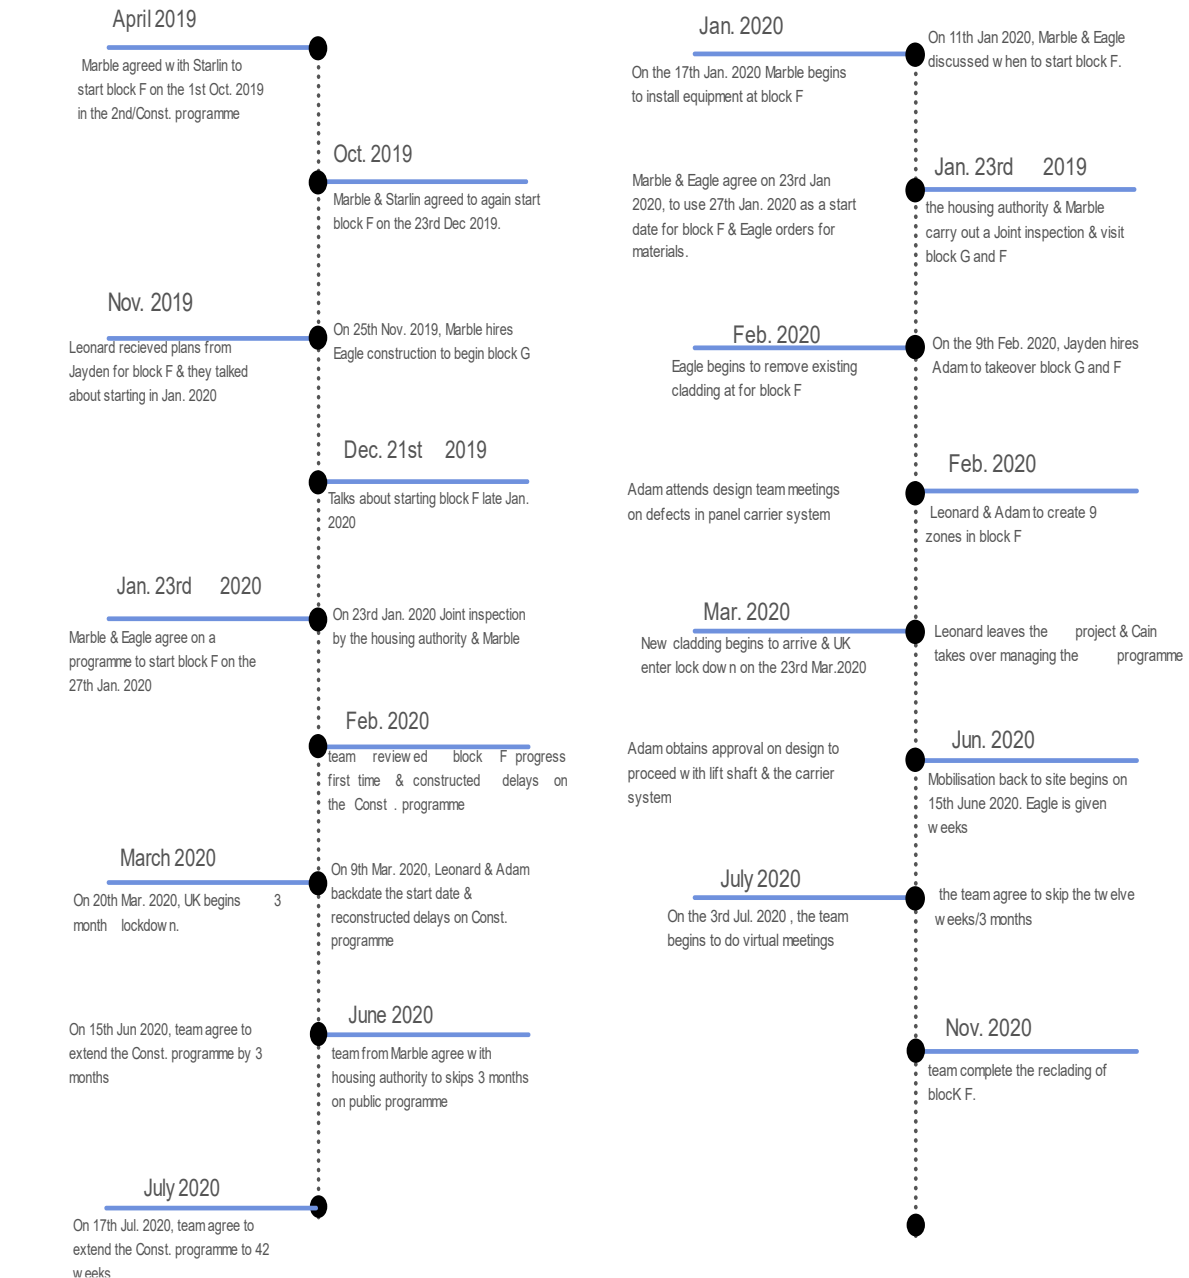 April 2019
Marble agreed with Starlin to
start block F on the 1st Oct. 2019
in the 2nd/Const. programme
Oct. 2019
Marble & Starlin agreed to again start
block F on the 23rd Dec 2019.
Nov. 2019
Leonard recieved plans from
Jayden for block F & they talked
about starting in Jan. 2020
On 25th Nov. 2019, Marble hires
Eagle construction to begin block G
Dec. 21st 2019
Talks about starting block F late Jan.
2020
Jan. 23rd 2020
Marble & Eagle agree on a
programme to start block F on the
27th Jan. 2020
On 23rd Jan. 2020 Joint inspection
by the housing authority & Marble
Feb. 2020
team reviewed block F progress
first time & constructed delays on
the Const . programme
March 2020
On 20th Mar. 2020, UK begins 3
month lockdown.
On 9th Mar. 2020, Leonard & Adam
backdate the start date &
reconstructed delays on Const.
programme
June 2020
On 15th Jun 2020, team agree to
extend the Const. programme by 3
months
team from Marble agree with
housing authority to skips 3 months
on public programme
July 2020
On 17th Jul. 2020, team agree to
extend the Const. programme to 42
weeks
Jan. 2020
On the 17th Jan. 2020 Marble begins
to install equipment at block F
On 11th Jan 2020, Marble & Eagle
discussed when to start block F.
Jan. 23rd 2019
Marble & Eagle agree on 23rd Jan
2020, to use 27th Jan. 2020 as a start
date for block F & Eagle orders for
materials.
the housing authority & Marble
carry out a Joint inspection & visit
block G and F
Feb. 2020
Eagle begins to remove existing
cladding at for block F
On the 9th Feb. 2020, Jayden hires
Adam to takeover block G and F
Feb. 2020
Adam attends design team meetings
on defects in panel carrier system
Leonard & Adam to create 9
zones in block F
Mar. 2020
New cladding begins to arrive & UK
enter lock down on the 23rd Mar.2020
Leonard leaves the project & Cain
takes over managing the programme
Jun. 2020
Adam obtains approval on design to
proceed with lift shaft & the carrier
system
Mobilisation back to site begins on
15th June 2020. Eagle is given
weeks
July 2020
On the 3rd Jul. 2020 , the team
begins to do virtual meetings
the team agree to skip the twelve
weeks/3 months
Nov. 2020
team complete the reclading of
blocK F.